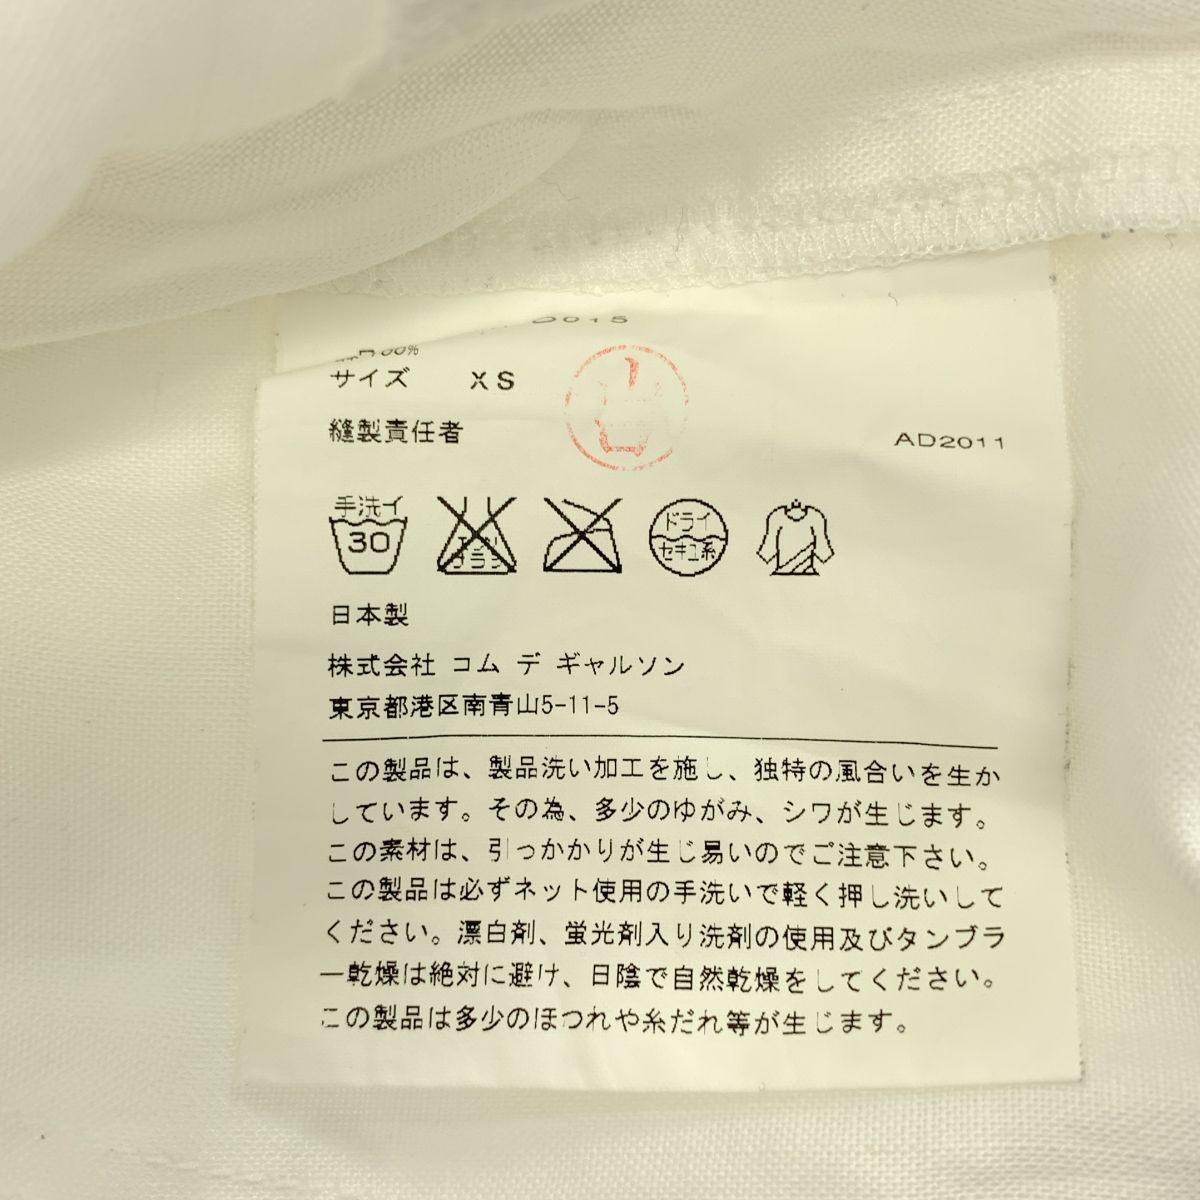 サイズ XS
縫製責任者
AD2011
手洗イ
30
エンソ
サラシ
ドライ
セキユ系
日本製
株式会社 コム デ ギャルソン
東京都港区南青山5-11-5
この製品は、製品洗い加工を施し、独特の風合いを生か
しています。その為、多少のゆがみ、シワが生じます。
この素材は、引っかかりが生じ易いのでご注意下さい。
この製品は必ずネット使用の手洗いで軽く押し洗いして
ください。漂白剤、蛍光剤入り洗剤の使用及びタンブラ
ー乾燥は絶対に避け、日陰で自然乾燥をしてください。
この製品は多少のほつれや糸だれ等が生じます。